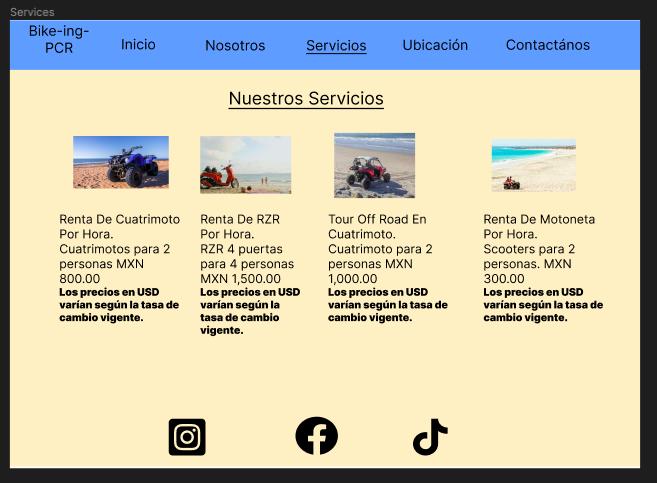 Services
Bike-ing-
PCR
Inicio
Nosotros
Servicios
Ubicación
Contactános
Nuestros Servicios
Renta De Cuatrimoto
Por Hora.
Cuatrimotos para 2
personas MXN
800.00
Los precios en USD
varían según la tasa de
cambio vigente.
Renta De RZR
Por Hora.
RZR 4 puertas
para 4 personas
MXN 1,500.00
Los precios en USD
varían según la
tasa de cambio
vigente.
Tour Off Road En
Cuatrimoto.
Cuatrimoto para 2
personas MXN
1,000.00
Los precios en USD
varían según la tasa de
cambio vigente.
Renta De Motoneta
Por Hora.
Scooters para 2
personas. MXN
300.00
Los precios en USD
varían según la tasa de
cambio vigente.